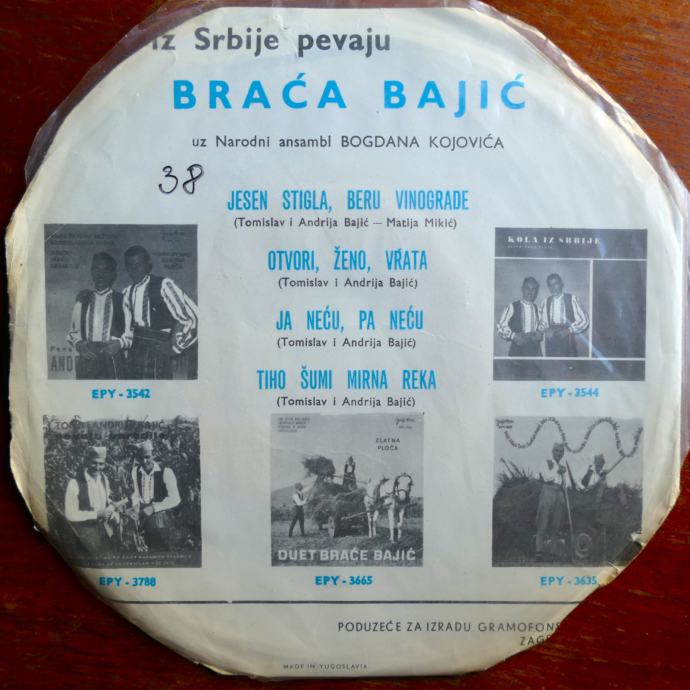 iz Srbije pevaju
BRAĆA BAJIĆ
uz Narodni ansambl BOGDANA KOJOVIĆA
38
JESEN STIGLA, BERU VINOGRADE
(Tomislav i Andrija Bajić — Matija Mikić)
OTVORI, ŽENO, VRATA
(Tomislav i Andrija Bajić)
JA NEĆU, PA NEĆU
(Tomislav i Andrija Bajić)
TIHO ŠUMI MIRNA REKA
(Tomislav i Andrija Bajić)
EPY - 3542
KOLA IZ SRBIJE
EPY - 3544
EPY - 3788
ZLATNA
PLOČA
DUET BRAĆE BAJIĆ
EPY - 3665
EPY - 3635
PODUZEĆE ZA IZRADU GRAMOFONS
ZAG
MADE IN YUGOSLAVIA